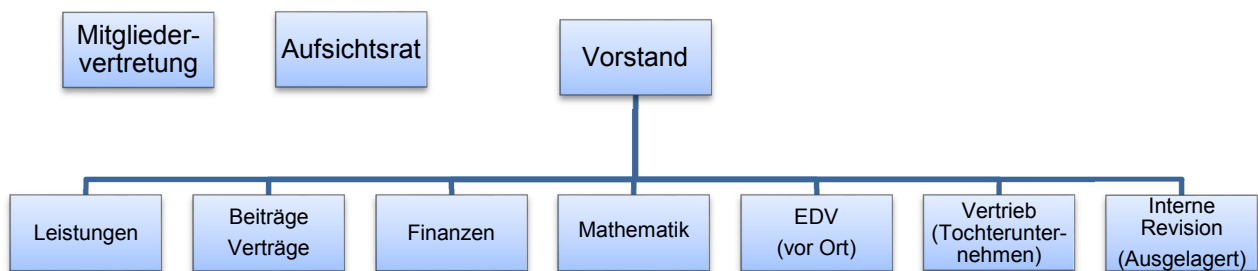 Mitglieder-
vertretung
Aufsichtsrat
Vorstand
Leistungen
Beiträge
Verträge
Finanzen
Mathematik
EDV
(vor Ort)
Vertrieb
(Tochterunter-
nehmen)
Interne
Revision
(Ausgelagert)